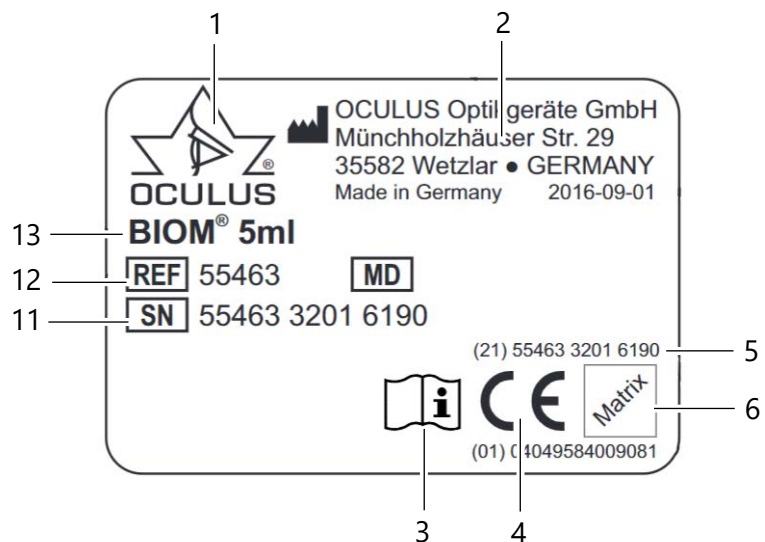 1
2
OCULUS Optikgeräte GmbH
Münchholzhäuser Str. 29
35582 Wetzlar ● GERMANY
Made in Germany 2016-09-01
®
OCULUS
13 BIOM® 5ml
12 REF 55463 MD
11 SN 55463 3201 6190
(21) 55463 3201 6190 5
i CE Matrix 6
(01) 04049584009081
3
4